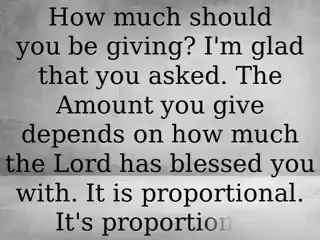 How much should
you be giving? I'm glad
that you asked. The
Amount you give
depends on how much
the Lord has blessed you
with. It is proportional.
It's proportion